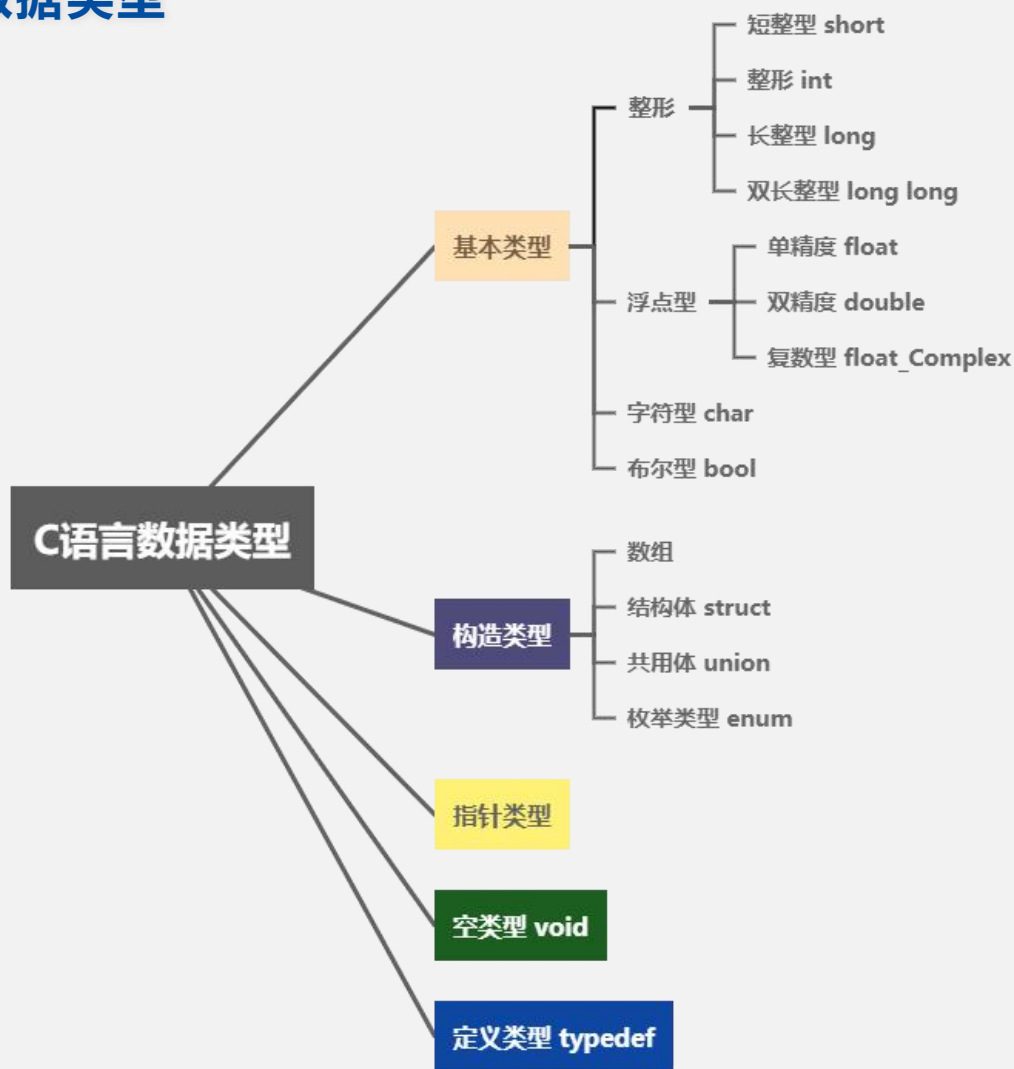 数据类型
短整型 short
整形 int
整形
长整型 long
双长整型 long long
基本类型
单精度 float
浮点型
双精度 double
复数型 float_Complex
字符型 char
布尔型 bool
C语言数据类型
数组
结构体 struct
构造类型
共用体 union
枚举类型 enum
指针类型
空类型 void
定义类型 typedef